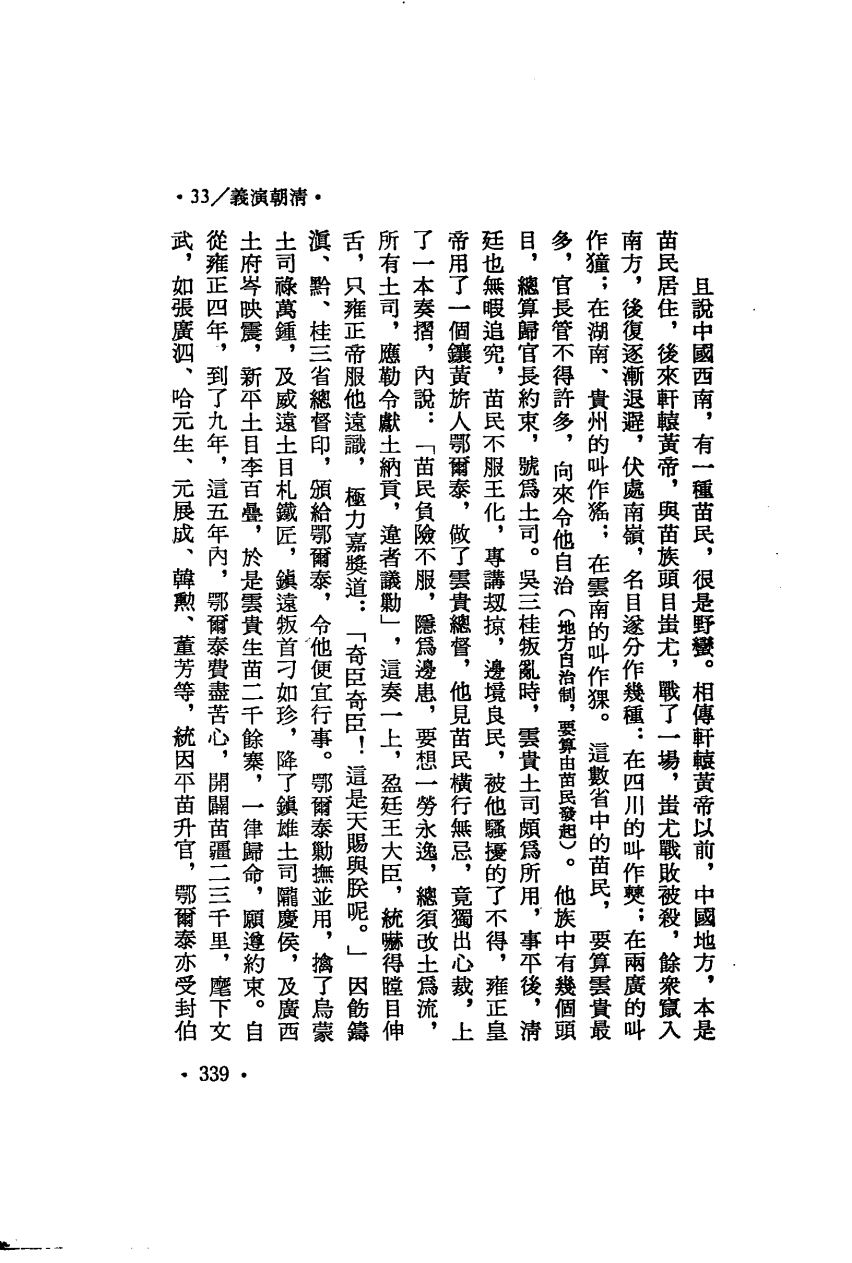 ·清朝演義/33·
且說中國西南，有一種苗民，很是野蠻。相傳軒轅黃帝以前，中國地方，本是
苗民居住，後來軒轅黃帝，與苗族頭目蚩尤，戰了一場，蚩尤戰敗被殺，餘衆竄入
南方，後復逐漸退避，伏處南嶺，名目遂分作幾種：在四川的叫作僰；在兩廣的叫
作獞；在湖南、貴州的叫作猺；在雲南的叫作猓。這數省中的苗民，要算雲貴最
多，官長管不得許多，向來令他自治（地方自治制，要算由苗民發起）。他族中有幾個頭
目，總算歸官長約束，號爲土司。吳三桂叛亂時，雲貴土司頗爲所用，事平後，清
廷也無暇追究，苗民不服王化，專講刼掠，邊境良民，被他騷擾的了不得，雍正皇
帝用了一個鑲黃旂人鄂爾泰，做了雲貴總督，他見苗民橫行無忌，竟獨出心裁，上
了一本奏摺，內說：「苗民負險不服，隱爲邊患，要想一勞永逸，總須改土爲流，
所有土司，應勒令獻土納貢，違者議勦」，這奏一上，盈廷王大臣，統嚇得瞠目伸
舌，只雍正帝服他遠識，極力嘉獎道：「奇臣奇臣！這是天賜與朕呢。」因飭鑄
滇、黔、桂三省總督印，頒給鄂爾泰，令他便宜行事。鄂爾泰勦撫並用，擒了烏蒙
土司祿萬鍾，及威遠土目札鐵匠，鎮遠叛首刁如珍，降了鎮雄土司隴慶侯，及廣西
土府岑映震，新平土目李百疊，於是雲貴生苗二千餘寨，一律歸命，願遵約束。自
從雍正四年，到了九年，這五年內，鄂爾泰費盡苦心，開闢苗疆二三千里，麾下文
武，如張廣泗、哈元生、元展成、韓勲、董芳等，統因平苗升官，鄂爾泰亦受封伯
·339·